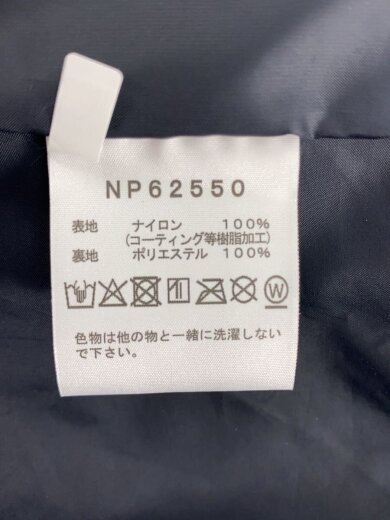 NP62550
表地 ナイロン 100%
(コーティング等樹脂加工)
裏地 ポリエステル 100%
W
色物は他の物と一緒に洗濯しない
で下さい。